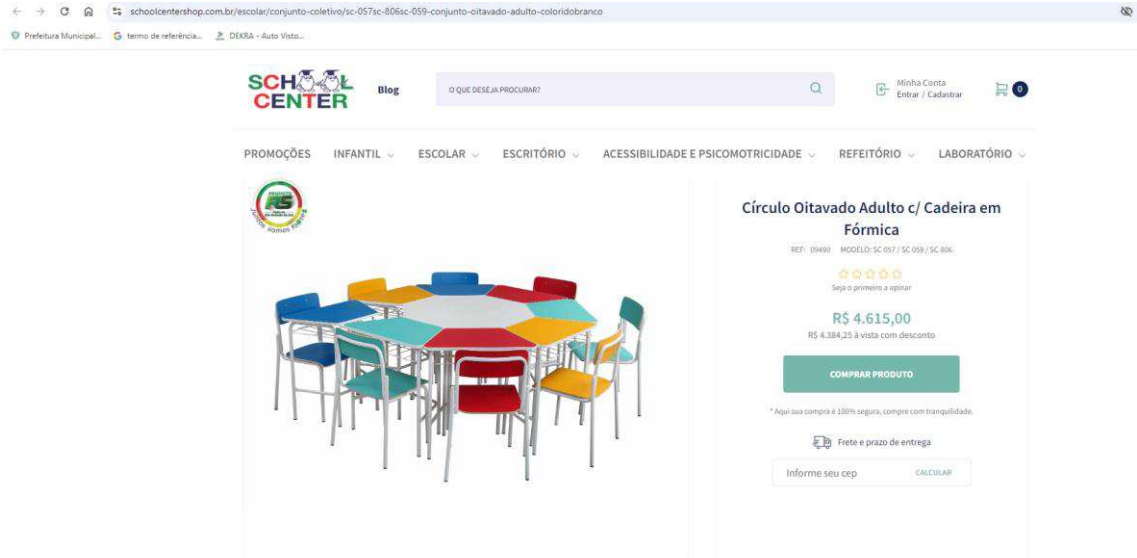 schoolcentershop.com.br/escolar/conjunto-coletivo/sc-057sc-806sc-059-conjunto-oitavado-adulto-coloridobranco
Prefeitura Municipal... termo de referência... DEKRA - Auto Visto...
SCHOOL
CENTER
Blog
O QUE DESEJA PROCURAR?
Minha Conta
Entrar / Cadastrar
0
PROMOÇÕES INFANTIL ESCOLAR ESCRITÓRIO ACESSIBILIDADE E PSICOMOTRICIDADE REFEITÓRIO LABORATÓRIO
RS
Juntos somos fortes
Círculo Oitavado Adulto c/ Cadeira em
Fórmica
REF: 09490 MODELO: SC 057 / SC 059 / SC 806
Seja o primeiro a opinar
R$ 4.615,00
R$ 4.384,25 à vista com desconto
COMPRAR PRODUTO
* Aqui sua compra é 100% segura, compre com tranquilidade.
Frete e prazo de entrega
Informe seu cep CALCULAR